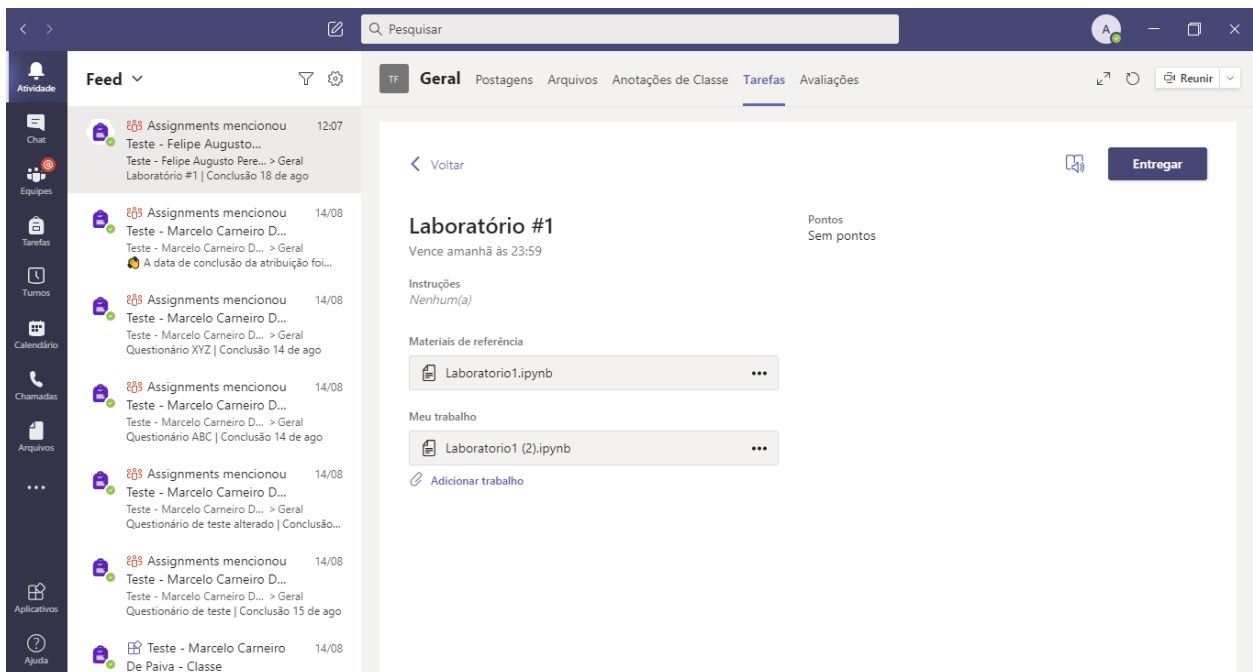 Pesquisar
A
Atividade
Chat
@
Equipes
Tarefas
Turnos
Calendário
Chamadas
Arquivos
Aplicativos
Ajuda
Feed
Assignments mencionou 12:07
Teste - Felipe Augusto...
Teste - Felipe Augusto Pere... > Geral
Laboratório #1 | Conclusão 18 de ago
Assignments mencionou 14/08
Teste - Marcelo Carneiro D...
Teste - Marcelo Carneiro D... > Geral
A data de conclusão da atribuição foi...
Assignments mencionou 14/08
Teste - Marcelo Carneiro D...
Teste - Marcelo Carneiro D... > Geral
Questionário XYZ | Conclusão 14 de ago
Assignments mencionou 14/08
Teste - Marcelo Carneiro D...
Teste - Marcelo Carneiro D... > Geral
Questionário ABC | Conclusão 14 de ago
Assignments mencionou 14/08
Teste - Marcelo Carneiro D...
Teste - Marcelo Carneiro D... > Geral
Questionário de teste alterado | Conclusão...
Assignments mencionou 14/08
Teste - Marcelo Carneiro D...
Teste - Marcelo Carneiro D... > Geral
Questionário de teste | Conclusão 15 de ago
Teste - Marcelo Carneiro 14/08
De Paiva - Classe
TF Geral Postagens Arquivos Anotações de Classe Tarefas Avaliações Reunir
Voltar Entregar
Laboratório #1
Vence amanhã às 23:59
Pontos
Sem pontos
Instruções
Nenhum(a)
Materiais de referência
Laboratorio1.ipynb
Meu trabalho
Laboratorio1 (2).ipynb
Adicionar trabalho